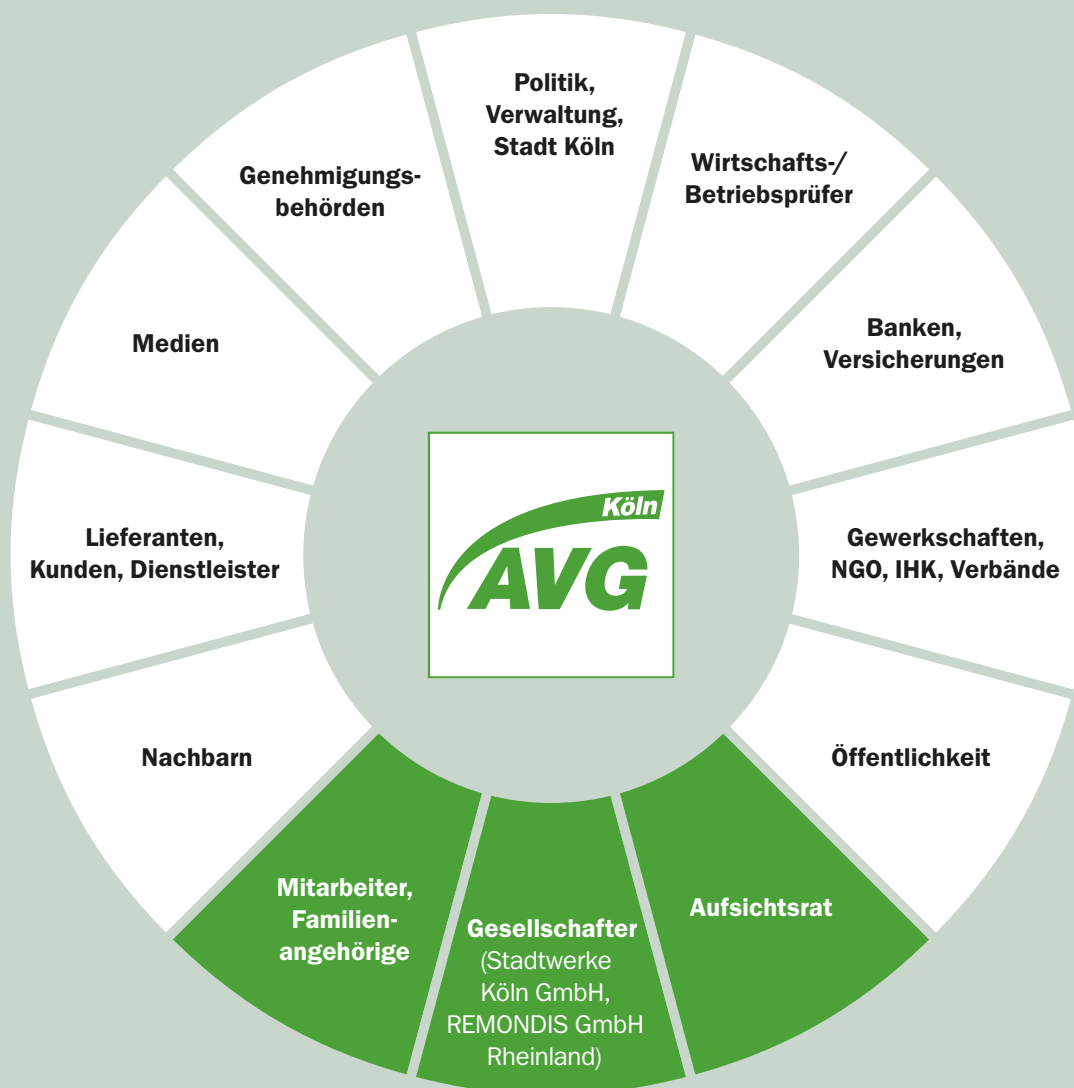 Politik,
Verwaltung,
Stadt Köln
Wirtschafts-/
Betriebsprüfer
Banken,
Versicherungen
Gewerkschaften,
NGO, IHK, Verbände
Öffentlichkeit
Aufsichtsrat
Gesellschafter
(Stadtwerke
Köln GmbH,
REMONDIS GmbH
Rheinland)
Mitarbeiter,
Familien-
angehörige
Nachbarn
Lieferanten,
Kunden, Dienstleister
Medien
Genehmigungs-
behörden
Köln
AVG